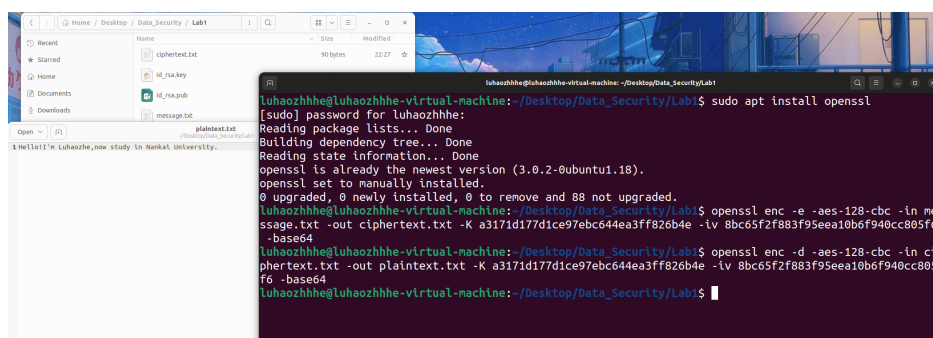 Home / Desktop / Data_Security / Lab1
Recent
Starred
Home
Documents
Downloads
Name
Size
Modified
ciphertext.txt
90 bytes
22:27
id_rsa.key
id_rsa.pub
message.txt
Open
plaintext.txt
~/Desktop/Data_Security/Lab1
1 Hello!I'm Luhaozhe,now study in Nankai University.
luhaozhhhe@luhaozhhhe-virtual-machine: ~/Desktop/Data_Security/Lab1
luhaozhhhe@luhaozhhhe-virtual-machine:~/Desktop/Data_Security/Lab1$ sudo apt install openssl
[sudo] password for luhaozhhhe:
Reading package lists... Done
Building dependency tree... Done
Reading state information... Done
openssl is already the newest version (3.0.2-0ubuntu1.18).
openssl set to manually installed.
0 upgraded, 0 newly installed, 0 to remove and 88 not upgraded.
luhaozhhhe@luhaozhhhe-virtual-machine:~/Desktop/Data_Security/Lab1$ openssl enc -e -aes-128-cbc -in me
ssage.txt -out ciphertext.txt -K a3171d177d1ce97ebc644ea3ff826b4e -iv 8bc65f2f883f95eea10b6f940cc805f6
-base64
luhaozhhhe@luhaozhhhe-virtual-machine:~/Desktop/Data_Security/Lab1$ openssl enc -d -aes-128-cbc -in ci
phertext.txt -out plaintext.txt -K a3171d177d1ce97ebc644ea3ff826b4e -iv 8bc65f2f883f95eea10b6f940cc805
f6 -base64
luhaozhhhe@luhaozhhhe-virtual-machine:~/Desktop/Data_Security/Lab1$